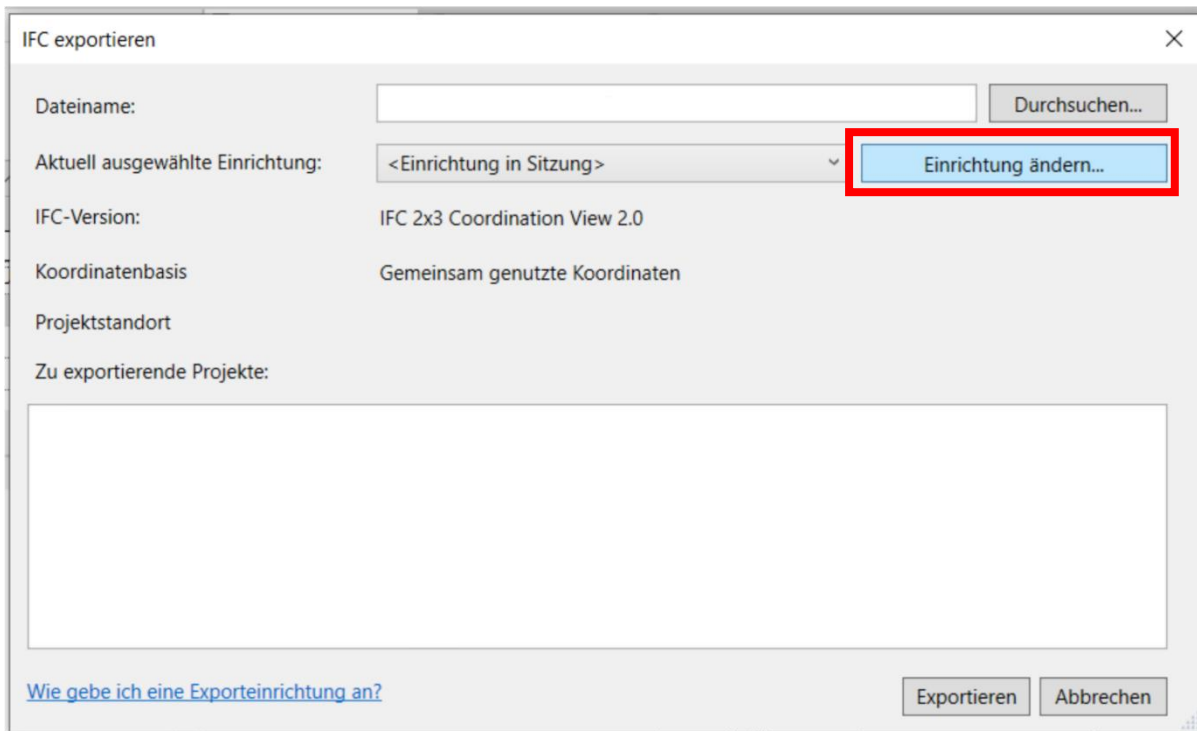 IFC exportieren
Dateiname:
Durchsuchen...
Aktuell ausgewählte Einrichtung:
<Einrichtung in Sitzung>
Einrichtung ändern...
IFC-Version:
IFC 2x3 Coordination View 2.0
Koordinatenbasis
Gemeinsam genutzte Koordinaten
Projektstandort
Zu exportierende Projekte:
Wie gebe ich eine Exporteinrichtung an?
Exportieren
Abbrechen